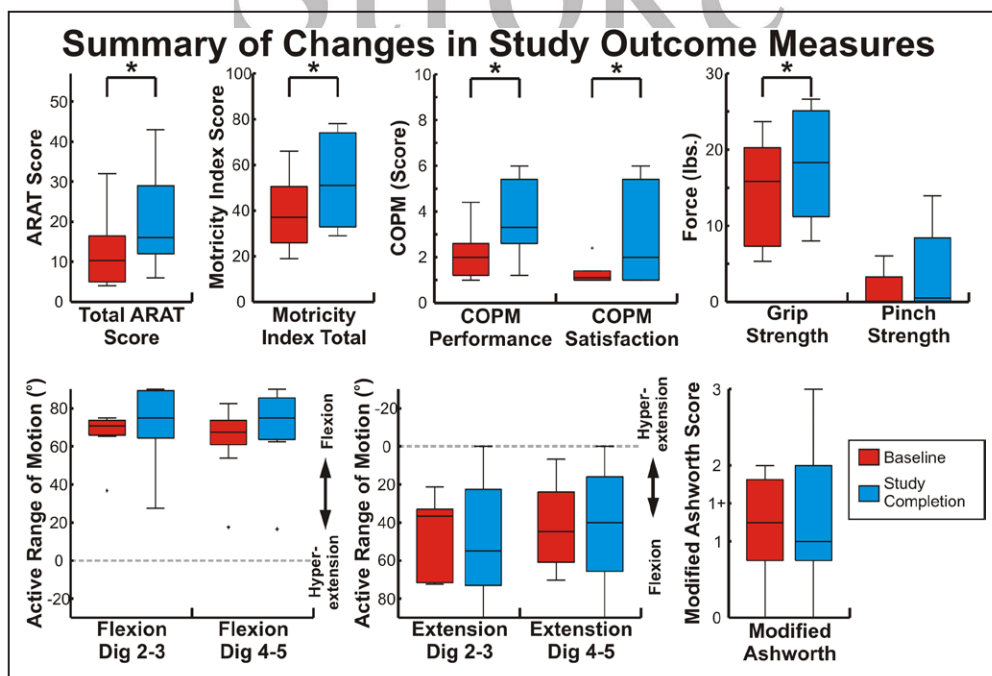 Summary of Changes in Study Outcome Measures
ARAT Score
50
40
30
20
10
0
*
Total ARAT
Score
Motricity Index Score
100
80
60
40
20
0
*
Motricity
Index Total
COPM (Score)
10
8
6
4
2
0
*
*
COPM
Performance
COPM
Satisfaction
Force (lbs.)
30
20
10
0
*
Grip
Strength
Pinch
Strength
Active Range of Motion (°)
80
60
40
20
0
-20
Flexion
Hyper-
extension
Flexion
Dig 2-3
Flexion
Dig 4-5
Active Range of Motion (°)
-20
0
20
40
60
80
Hyper-
extension
Flexion
Extension
Dig 2-3
Extenstion
Dig 4-5
Modified Ashworth Score
3
2
1+
1
0
Modified
Ashworth
Baseline
Study
Completion